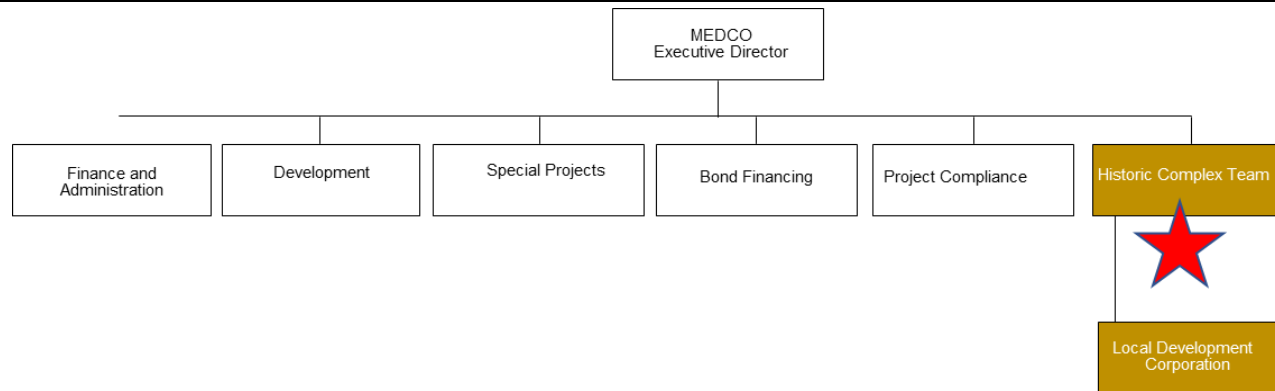 MEDCO
Executive Director
Finance and
Administration
Development
Special Projects
Bond Financing
Project Compliance
Historic Complex Team
Local Development
Corporation